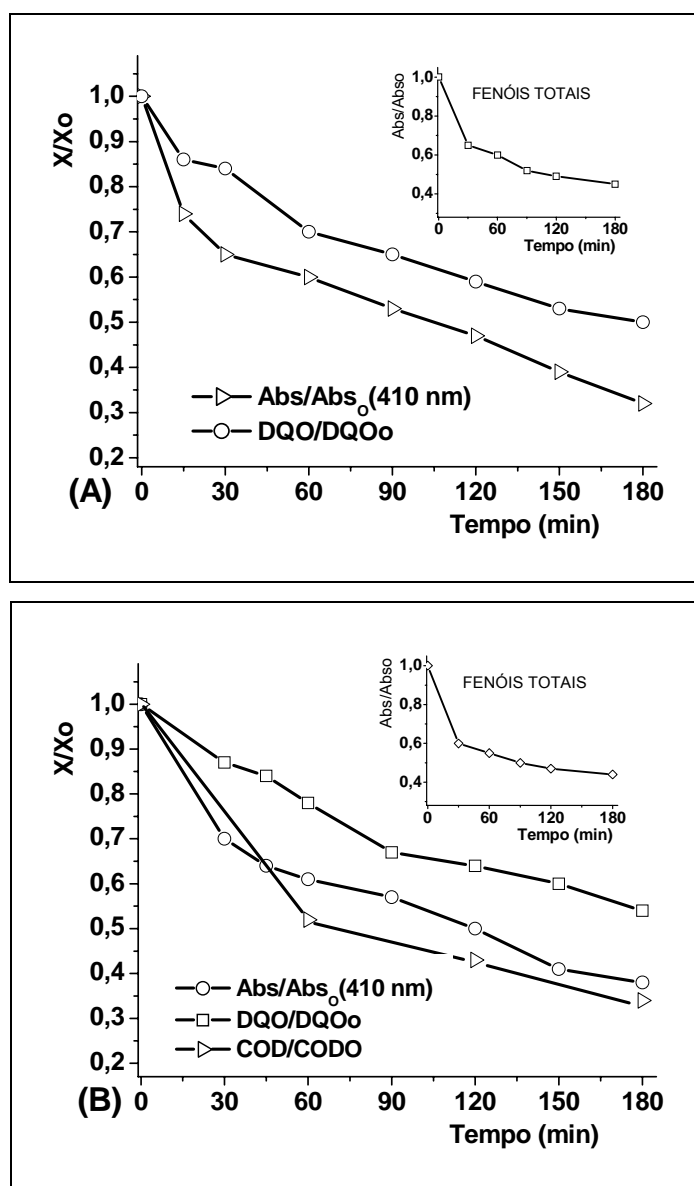 X/Xo
1,0
0,9
0,8
0,7
0,6
0,5
0,4
0,3
0,2
Abs/Abso
1,0
0,8
0,6
0,4
FENÓIS TOTAIS
0 60 120 180
Tempo (min)
Abs/Abso(410 nm)
DQO/DQOo
(A)
0 30 60 90 120 150 180
Tempo (min)
X/Xo
1,0
0,9
0,8
0,7
0,6
0,5
0,4
0,3
0,2
Abs/Abso
1,0
0,8
0,6
0,4
FENÓIS TOTAIS
0 60 120 180
Tempo (min)
Abs/Abso(410 nm)
DQO/DQOo
COD/CODO
(B)
0 30 60 90 120 150 180
Tempo (min)